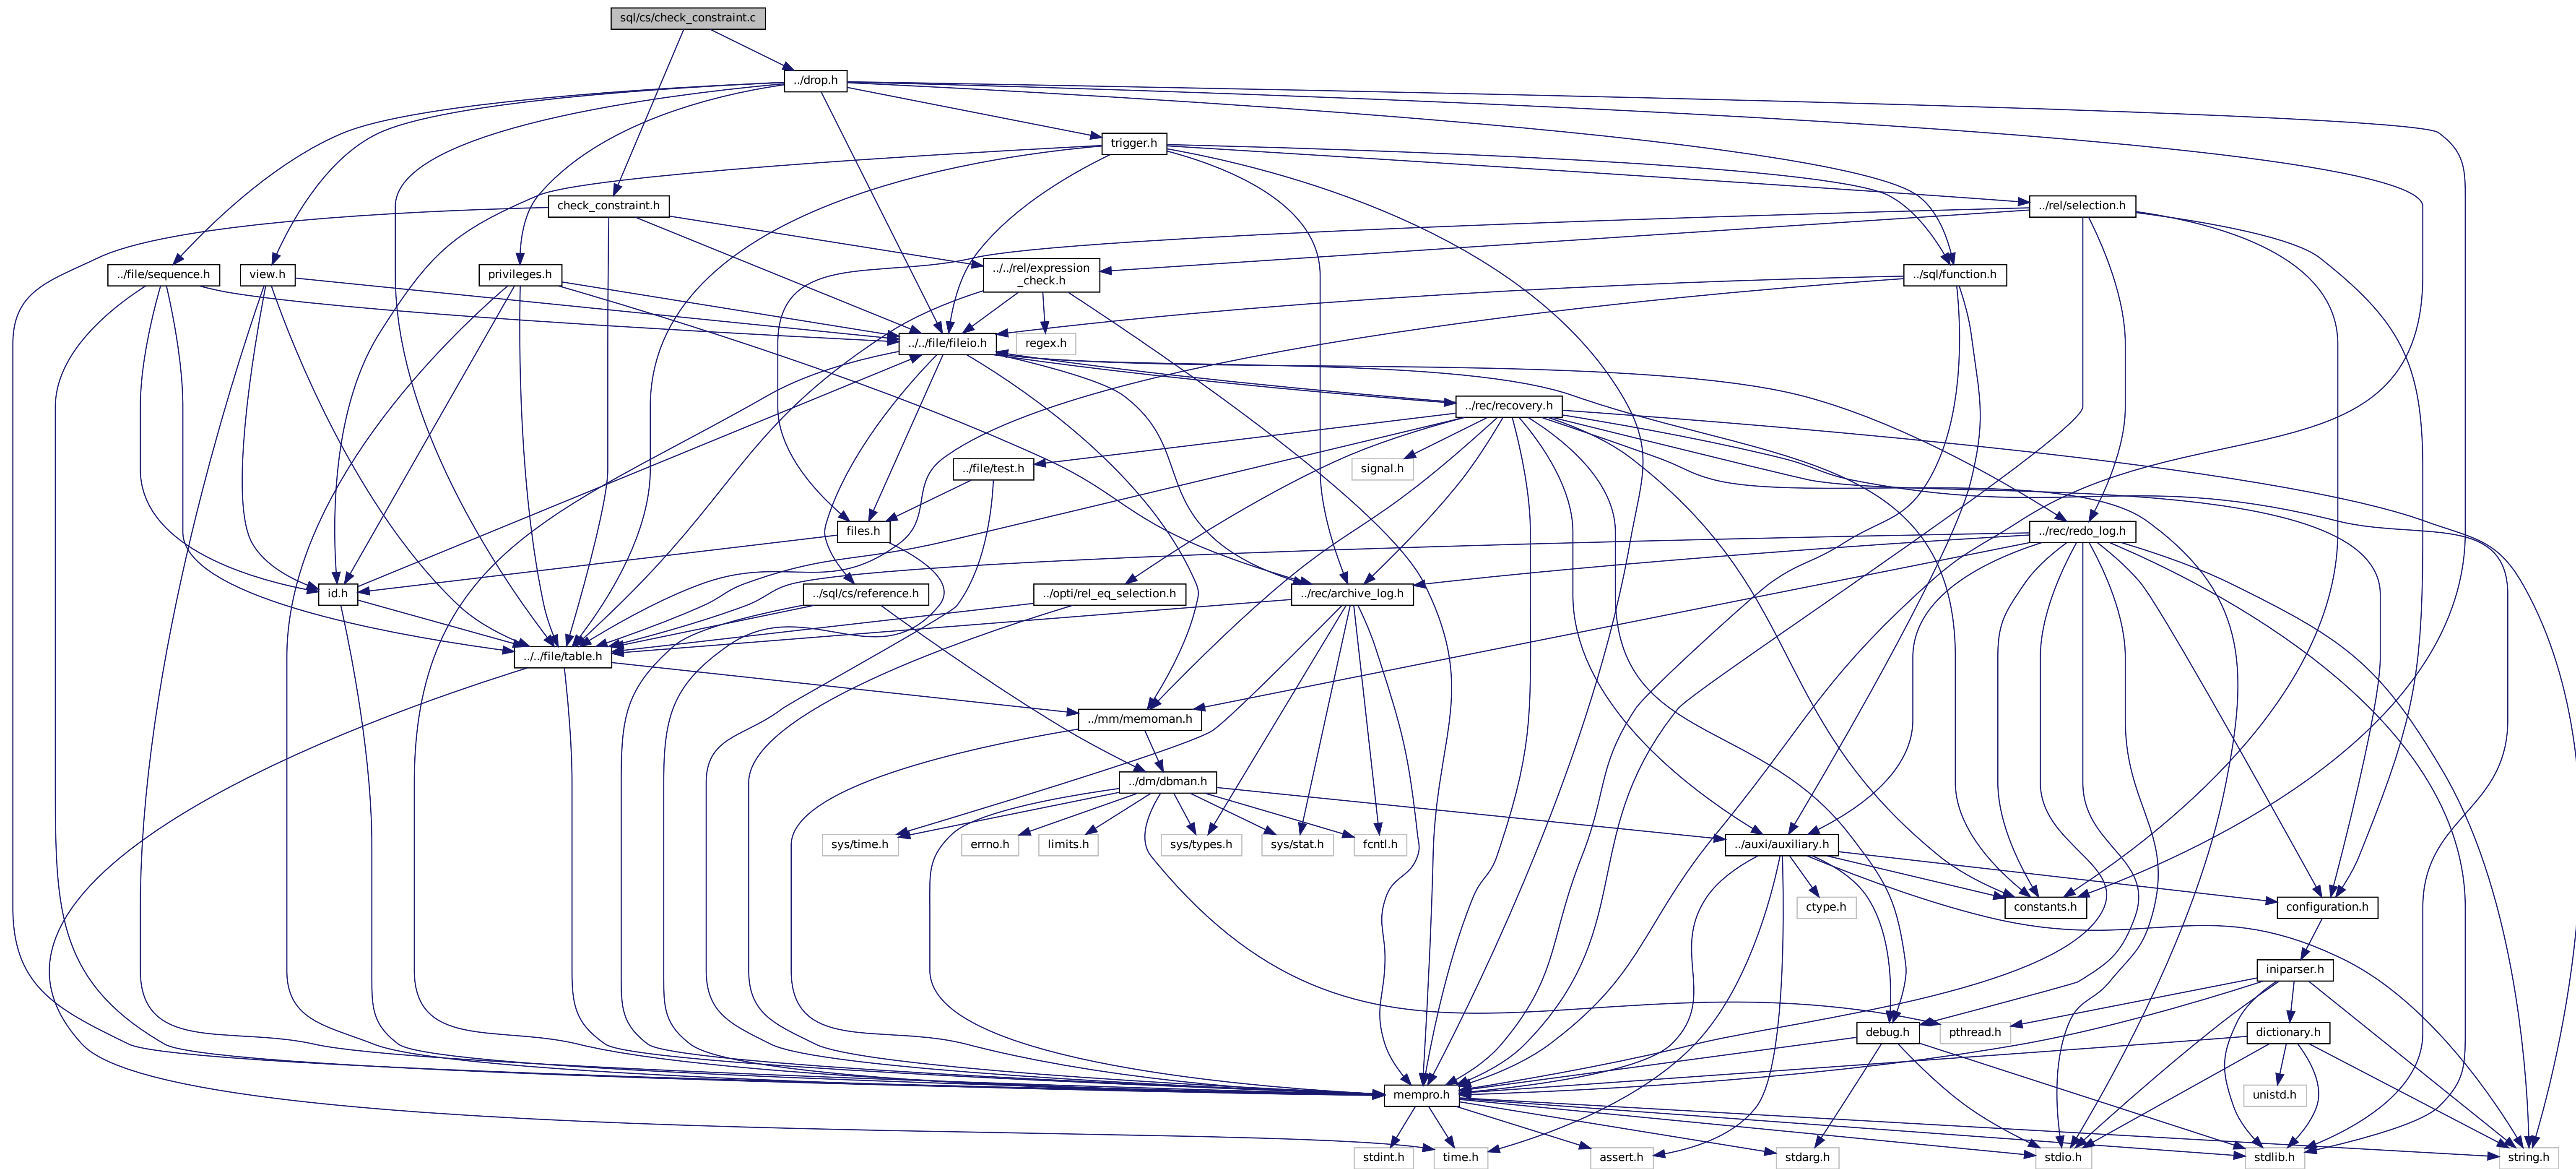 sql/cs/check_constraint.c
../drop.h
trigger.h
check_constraint.h
../rel/selection.h
../file/sequence.h
view.h
privileges.h
../../rel/expression
_check.h
../sql/function.h
../../file/fileio.h
regex.h
../rec/recovery.h
../file/test.h
signal.h
files.h
../rec/redo_log.h
id.h
../sql/cs/reference.h
../opti/rel_eq_selection.h
../rec/archive_log.h
../../file/table.h
../mm/memoman.h
../dm/dbman.h
sys/time.h
errno.h
limits.h
sys/types.h
sys/stat.h
fcntl.h
../auxi/auxiliary.h
ctype.h
constants.h
configuration.h
iniparser.h
debug.h
pthread.h
dictionary.h
mempro.h
unistd.h
stdint.h
time.h
assert.h
stdarg.h
stdio.h
stdlib.h
string.h